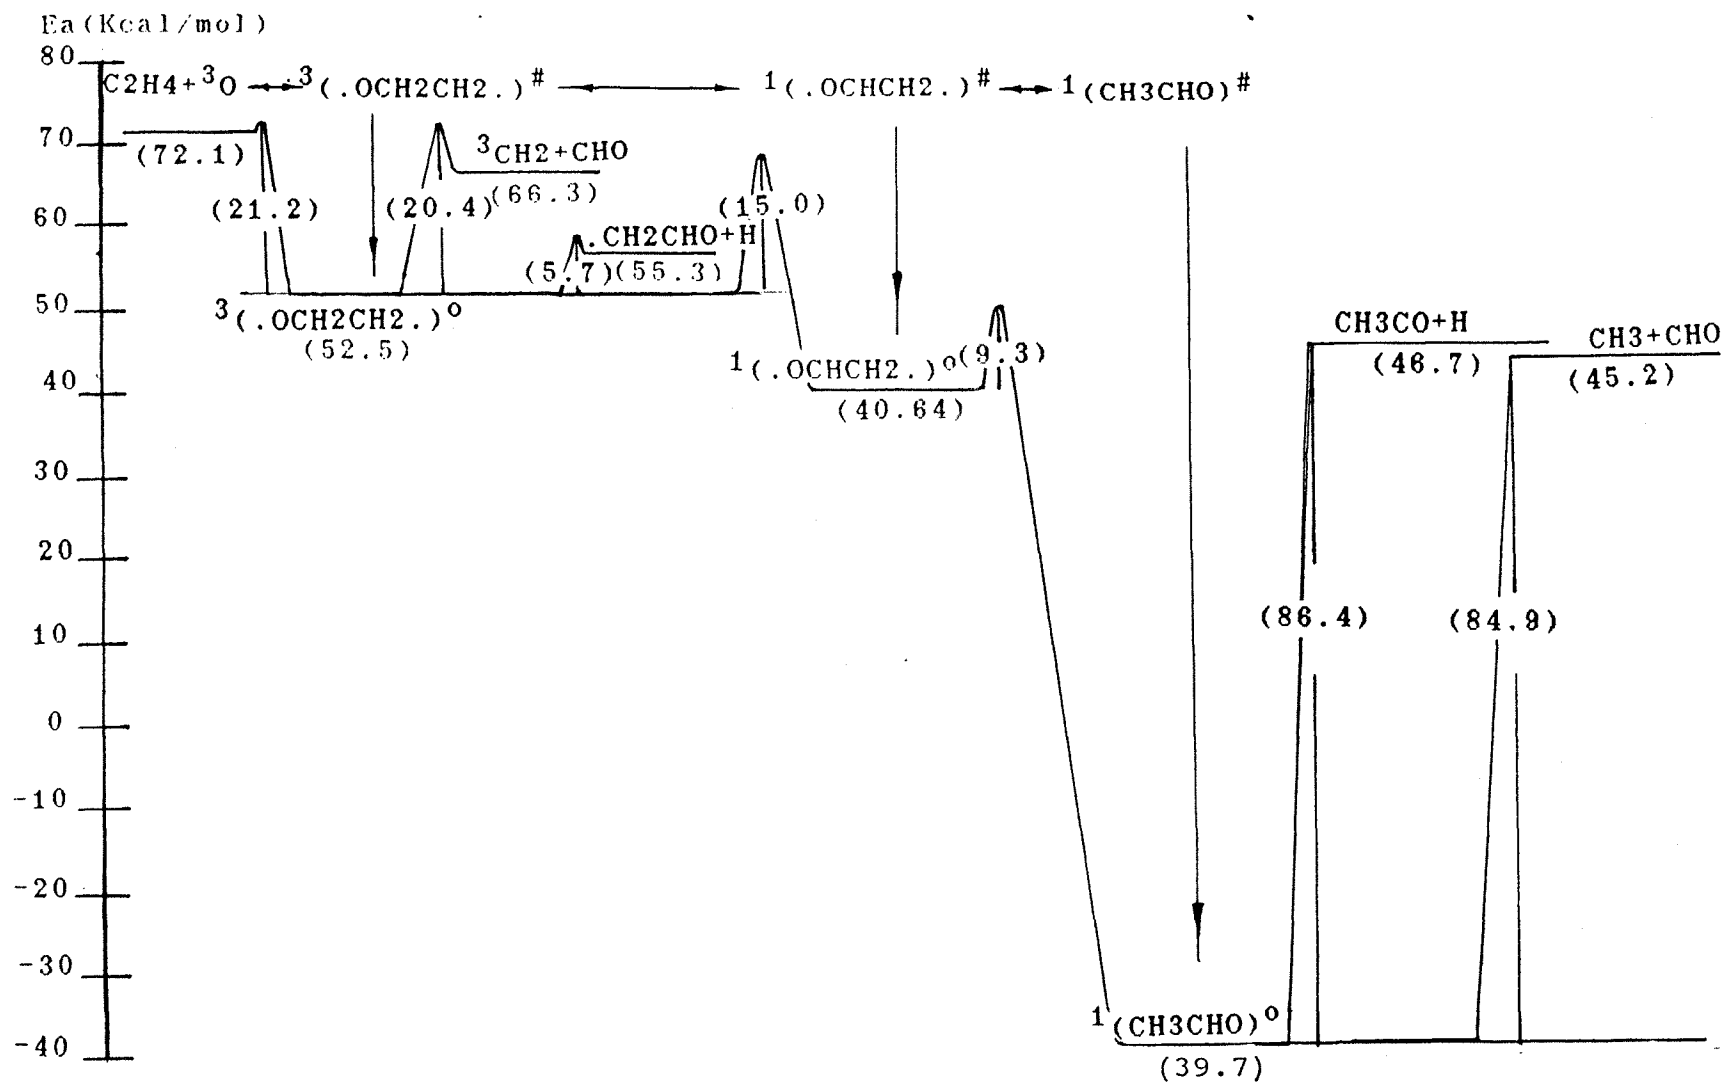 Ea(Kcal/mol)
80
C2H4+³O ³(.OCH2CH2.)# ¹(.OCHCH2.)# ¹(CH3CHO)#
70
(72.1)
³CH2+CHO
(66.3)
60
(21.2) (20.4) (15.0)
.CH2CHO+H
(5.7)(55.3)
50
³(.OCH2CH2.)º
(52.5)
CH3CO+H
(46.7)
CH3+CHO
(45.2)
¹(.OCHCH2.)º(9.3)
40
(40.64)
30
20
10
(86.4) (84.9)
0
-10
-20
-30
¹(CH3CHO)º
-40
(39.7)